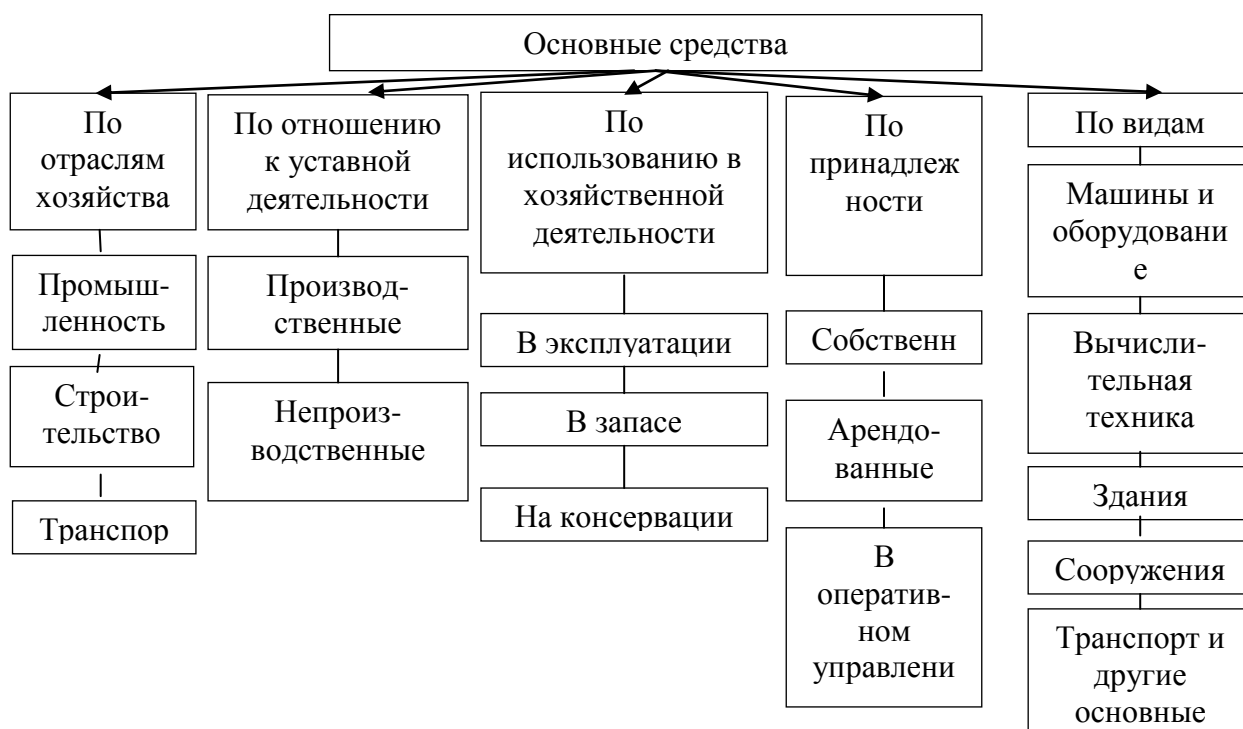 Основные средства
По
отраслям
хозяйства
Промыш-
ленность
Строи-
тельство
Транспор
По отношению
к уставной
деятельности
Производ-
ственные
Непроиз-
водственные
По
использованию в
хозяйственной
деятельности
В эксплуатации
В запасе
На консервации
По
принадлеж
ности
Собственн
Арендо-
ванные
В
оператив-
ном
управлени
По видам
Машины и
оборудовани
е
Вычисли-
тельная
техника
Здания
Сооружения
Транспорт и
другие
основные